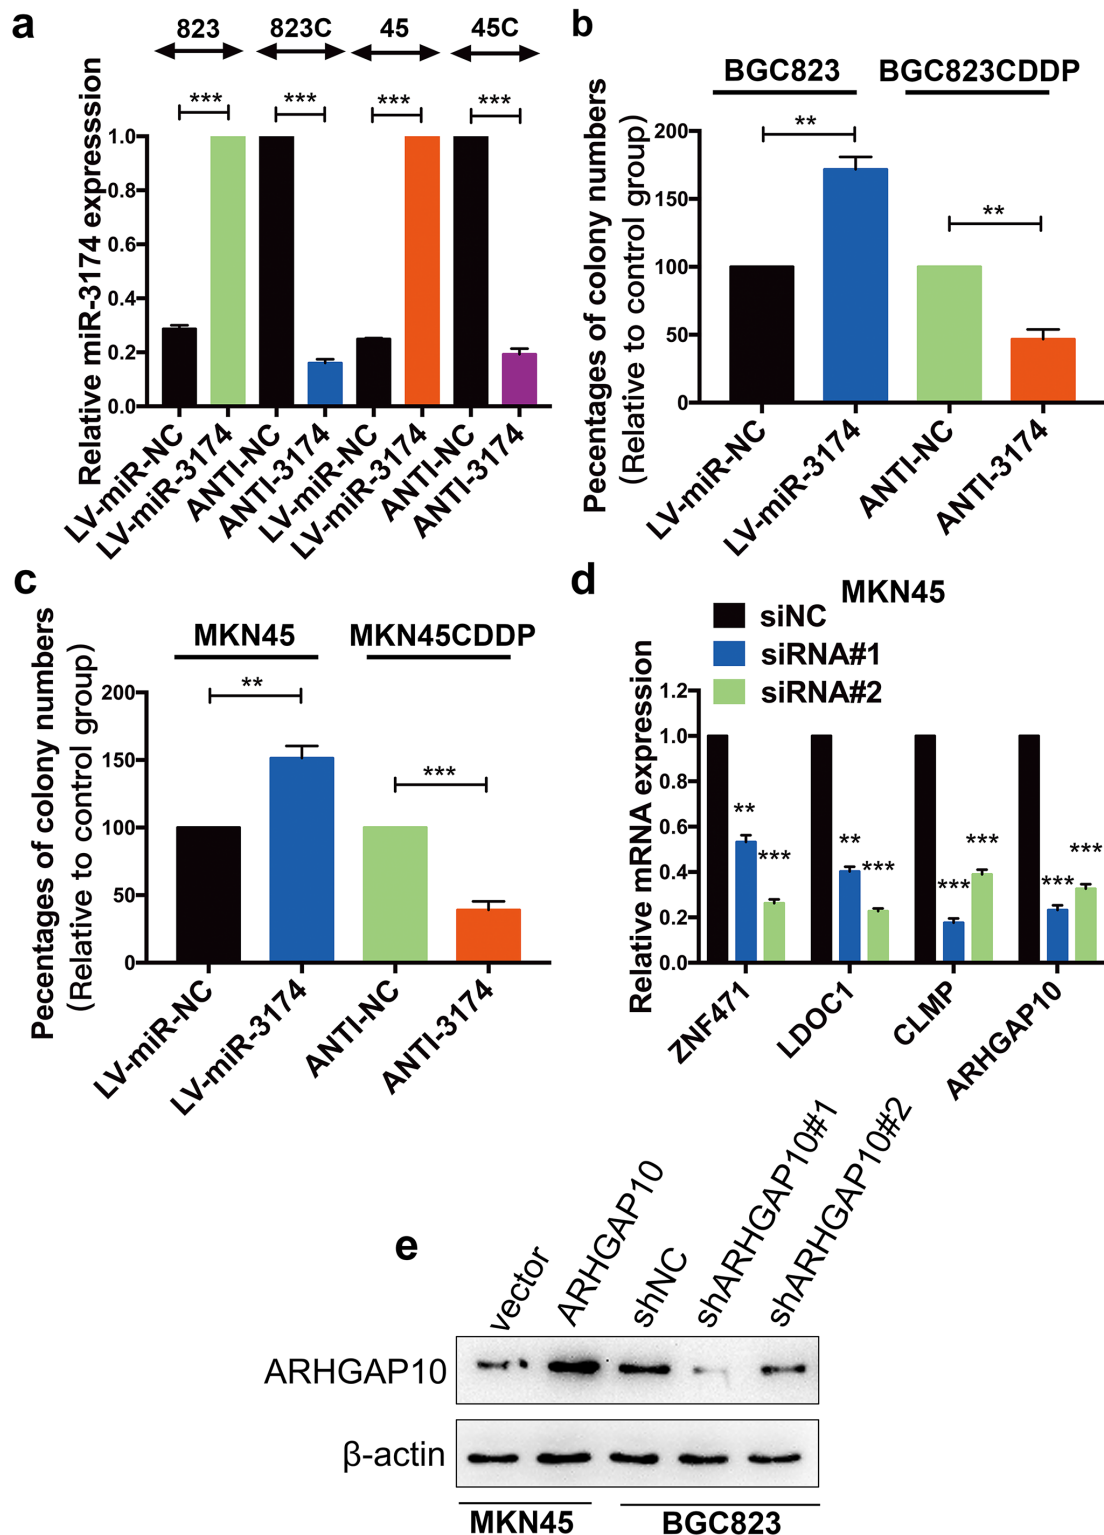 a
823 823C 45 45C
*** *** *** ***
Relative miR-3174 expresssion
1.0
0.8
0.6
0.4
0.2
0.0
LV-miR-NC
LV-miR-3174
ANTI-NC
ANTI-3174
LV-miR-NC
LV-miR-3174
ANTI-NC
ANTI-3174
b
BGC823 BGC823CDDP
** **
Pecentages of colony numbers
(Relative to control group)
200
150
100
50
0
LV-miR-NC
LV-miR-3174
ANTI-NC
ANTI-3174
c
MKN45 MKN45CDDP
** ***
Pecentages of colony numbers
(Relative to control group)
200
150
100
50
0
LV-miR-NC
LV-miR-3174
ANTI-NC
ANTI-3174
d
MKN45
siNC
siRNA#1
siRNA#2
Relative mRNA expression
1.2
1.0
0.8
0.6
0.4
0.2
0.0
** *** ** *** *** *** *** ***
ZNF471
LDOC1
CLMP
ARHGAP10
e
vector
ARHGAP10
shNC
shARHGAP10#1
shARHGAP10#2
ARHGAP10
β-actin
MKN45 BGC823